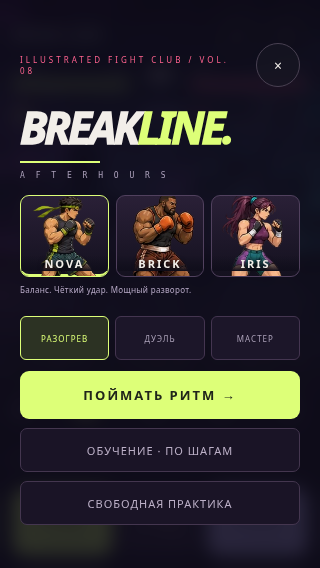 ILLUSTRATED FIGHT CLUB / VOL.
08
×
BREAKLINE.
AFTERHOURS
NOVA
BRICK
IRIS
Баланс. Чёткий удар. Мощный разворот.
РАЗОГРЕВ
ДУЭЛЬ
МАСТЕР
ПОЙМАТЬ РИТМ →
ОБУЧЕНИЕ · ПО ШАГАМ
СВОБОДНАЯ ПРАКТИКА